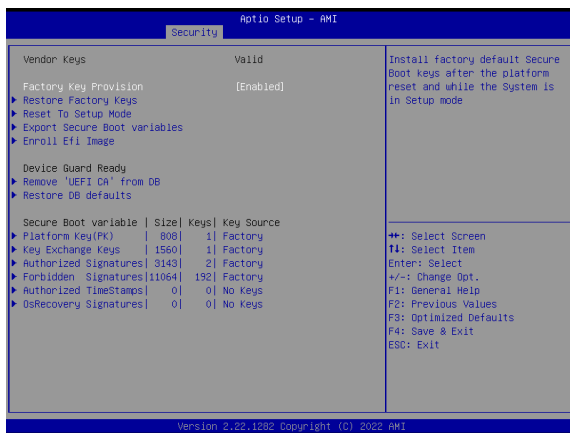 Aptio Setup – AMI
Security
Vendor Keys Valid
Factory Key Provision [Enabled]
Restore Factory Keys
Reset To Setup Mode
Export Secure Boot variables
Enroll Efi Image
Device Guard Ready
Remove 'UEFI CA' from DB
Restore DB defaults
Secure Boot variable | Size| Keys| Key Source
Platform Key(PK) | 808| 1| Factory
Key Exchange Keys | 1560| 1| Factory
Authorized Signatures| 3143| 2| Factory
Forbidden Signatures|11064| 192| Factory
Authorized TimeStamps| 0| 0| No Keys
OsRecovery Signatures| 0| 0| No Keys
Install factory default Secure
Boot keys after the platform
reset and while the System is
in Setup mode
→←: Select Screen
↑↓: Select Item
Enter: Select
+/-: Change Opt.
F1: General Help
F2: Previous Values
F3: Optimized Defaults
F4: Save & Exit
ESC: Exit
Version 2.22.1282 Copyright (C) 2022 AMI